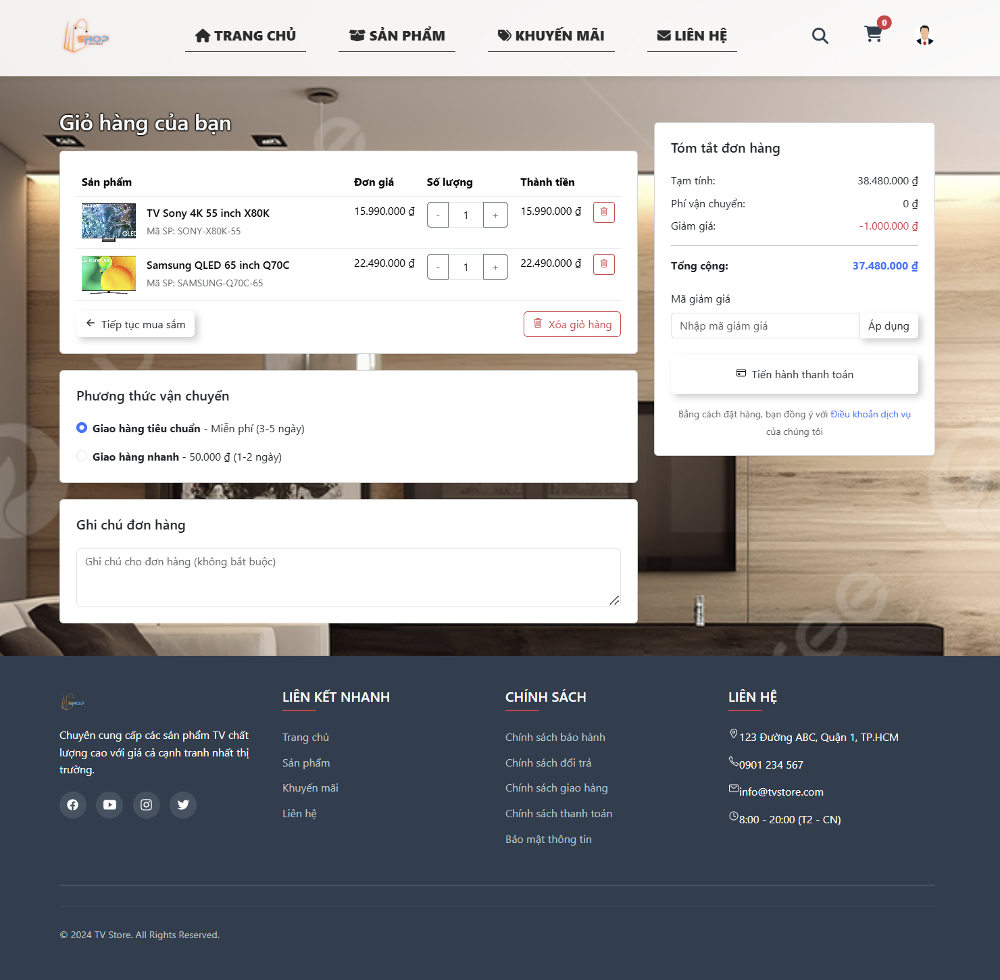 SHOP
TRANG CHỦ
SẢN PHẨM
KHUYẾN MÃI
LIÊN HỆ
0
Giỏ hàng của bạn
Sản phẩm Đơn giá Số lượng Thành tiền
TV Sony 4K 55 inch X80K
Mã SP: SONY-X80K-55
15.990.000 ₫ - 1 + 15.990.000 ₫
QLED
Samsung QLED 65 inch Q70C
Mã SP: SAMSUNG-Q70C-65
22.490.000 ₫ - 1 + 22.490.000 ₫
LG NanoCell
Tiếp tục mua sắm
Xóa giỏ hàng
Phương thức vận chuyển
Giao hàng tiêu chuẩn - Miễn phí (3-5 ngày)
Giao hàng nhanh - 50.000 ₫ (1-2 ngày)
Ghi chú đơn hàng
Ghi chú cho đơn hàng (không bắt buộc)
Tóm tắt đơn hàng
Tạm tính: 38.480.000 ₫
Phí vận chuyển: 0 ₫
Giảm giá: -1.000.000 ₫
Tổng cộng: 37.480.000 ₫
Mã giảm giá
Nhập mã giảm giá
Áp dụng
Tiến hành thanh toán
Bằng cách đặt hàng, bạn đồng ý với Điều khoản dịch vụ
của chúng tôi
SHOP
Chuyên cung cấp các sản phẩm TV chất
lượng cao với giá cả cạnh tranh nhất thị
trường.
LIÊN KẾT NHANH
Trang chủ
Sản phẩm
Khuyến mãi
Liên hệ
CHÍNH SÁCH
Chính sách bảo hành
Chính sách đổi trả
Chính sách giao hàng
Chính sách thanh toán
Bảo mật thông tin
LIÊN HỆ
123 Đường ABC, Quận 1, TP.HCM
0901 234 567
info@tvstore.com
8:00 - 20:00 (T2 - CN)
© 2024 TV Store. All Rights Reserved.